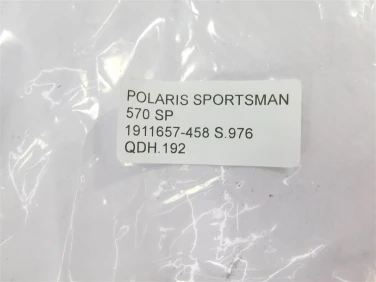 POLARIS SPORTSMAN
570 SP
1911657-458 S.976
QDH.192